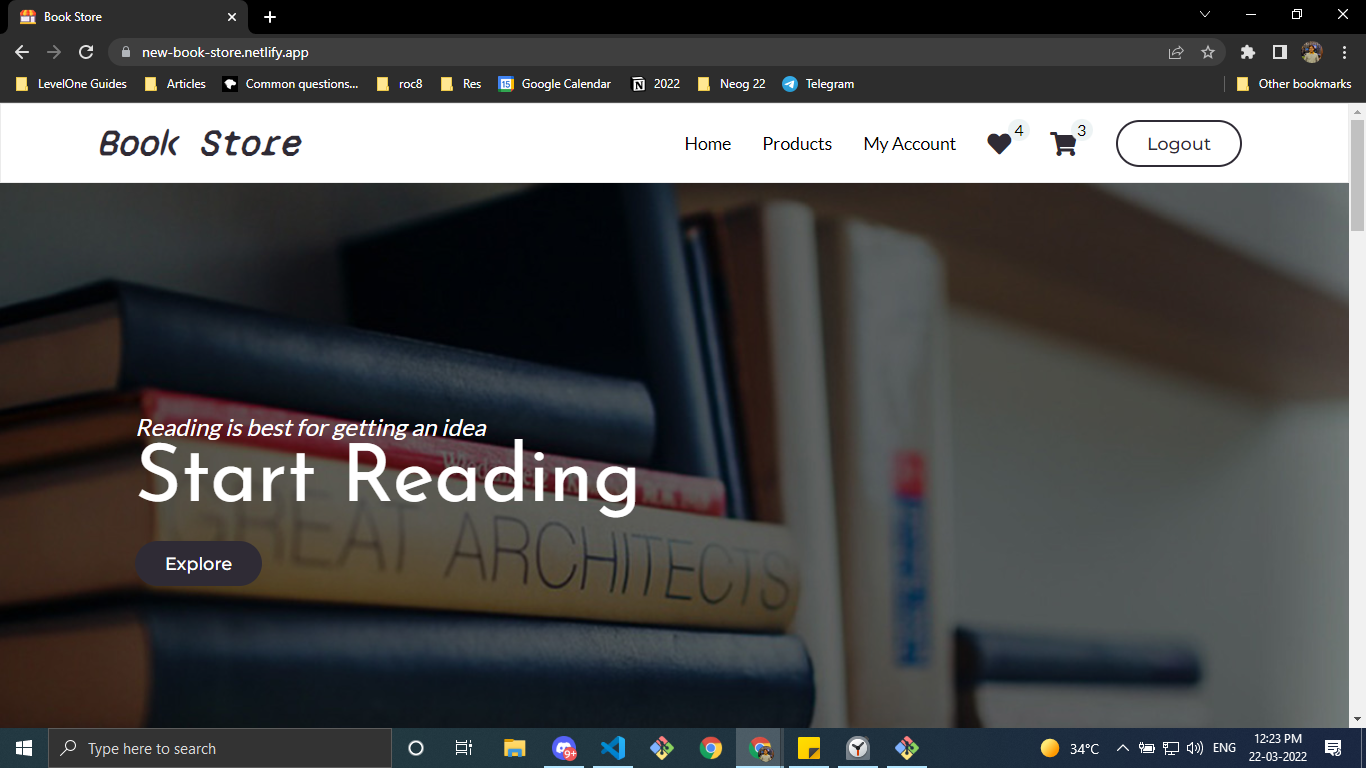 Book Store
new-book-store.netlify.app
LevelOne Guides Articles Common questions... roc8 Res 15 Google Calendar 2022 Neog 22 Telegram Other bookmarks
Book Store Home Products My Account 4 3 Logout
Reading is best for getting an idea
Start Reading
GREAT ARCHITECTS
Explore
Type here to search 9+ 34°C ENG 12:23 PM
22-03-2022